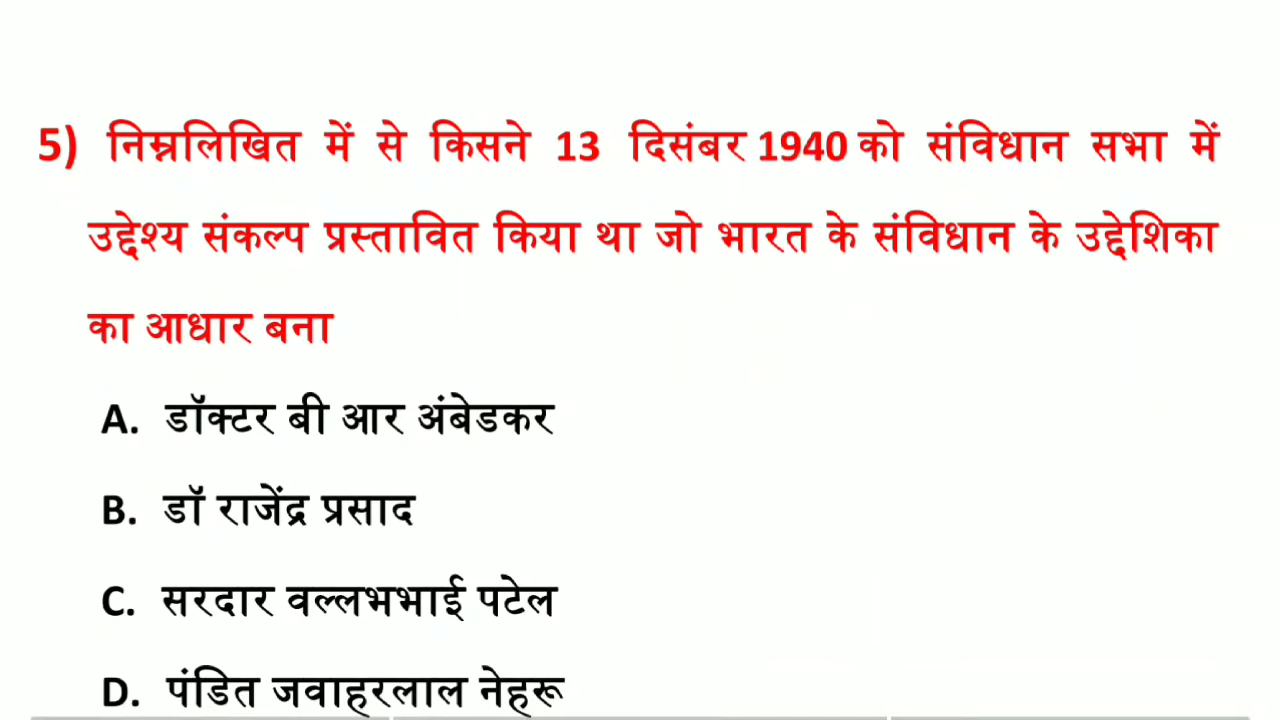 5) निम्नलिखित में से किसने 13 दिसंबर 1940 को संविधान सभा में
उद्देश्य संकल्प प्रस्तावित किया था जो भारत के संविधान के उद्देशिका
का आधार बना
A. डॉक्टर बी आर अंबेडकर
B. डॉ राजेंद्र प्रसाद
C. सरदार वल्लभभाई पटेल
D. पंडित जवाहरलाल नेहरू